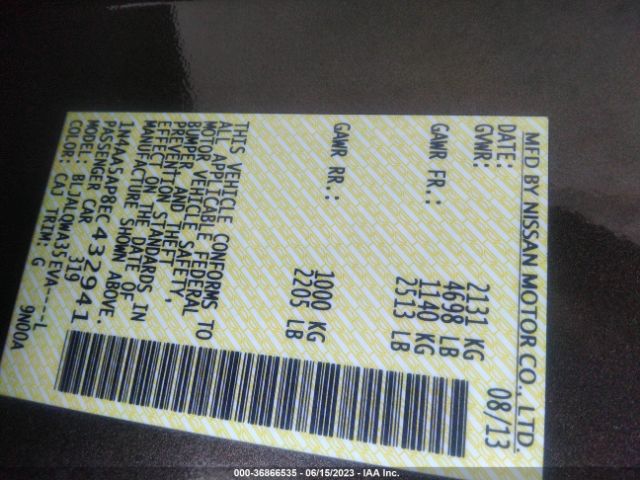 MFD BY NISSAN MOTOR CO., LTD.
DATE: 08/13
GVWR: 2131 KG
4698 LB
GAWR FR.: 1140 KG
2513 LB
GAWR RR.: 1000 KG
2205 LB
THIS VEHICLE CONFORMS TO
ALL APPLICABLE FEDERAL
MOTOR VEHICLE SAFETY,
BUMPER, AND THEFT
PREVENTION STANDARDS IN
EFFECT ON THE DATE OF
MANUFACTURE SHOWN ABOVE.
1N4AA5AP8EC432941
PASSENGER CAR 319
MODEL: BLJALQWA35EVA----L
COLOR: CAJ TRIM: G 9N00A
000-36866535 - 06/15/2023 - IAA Inc.